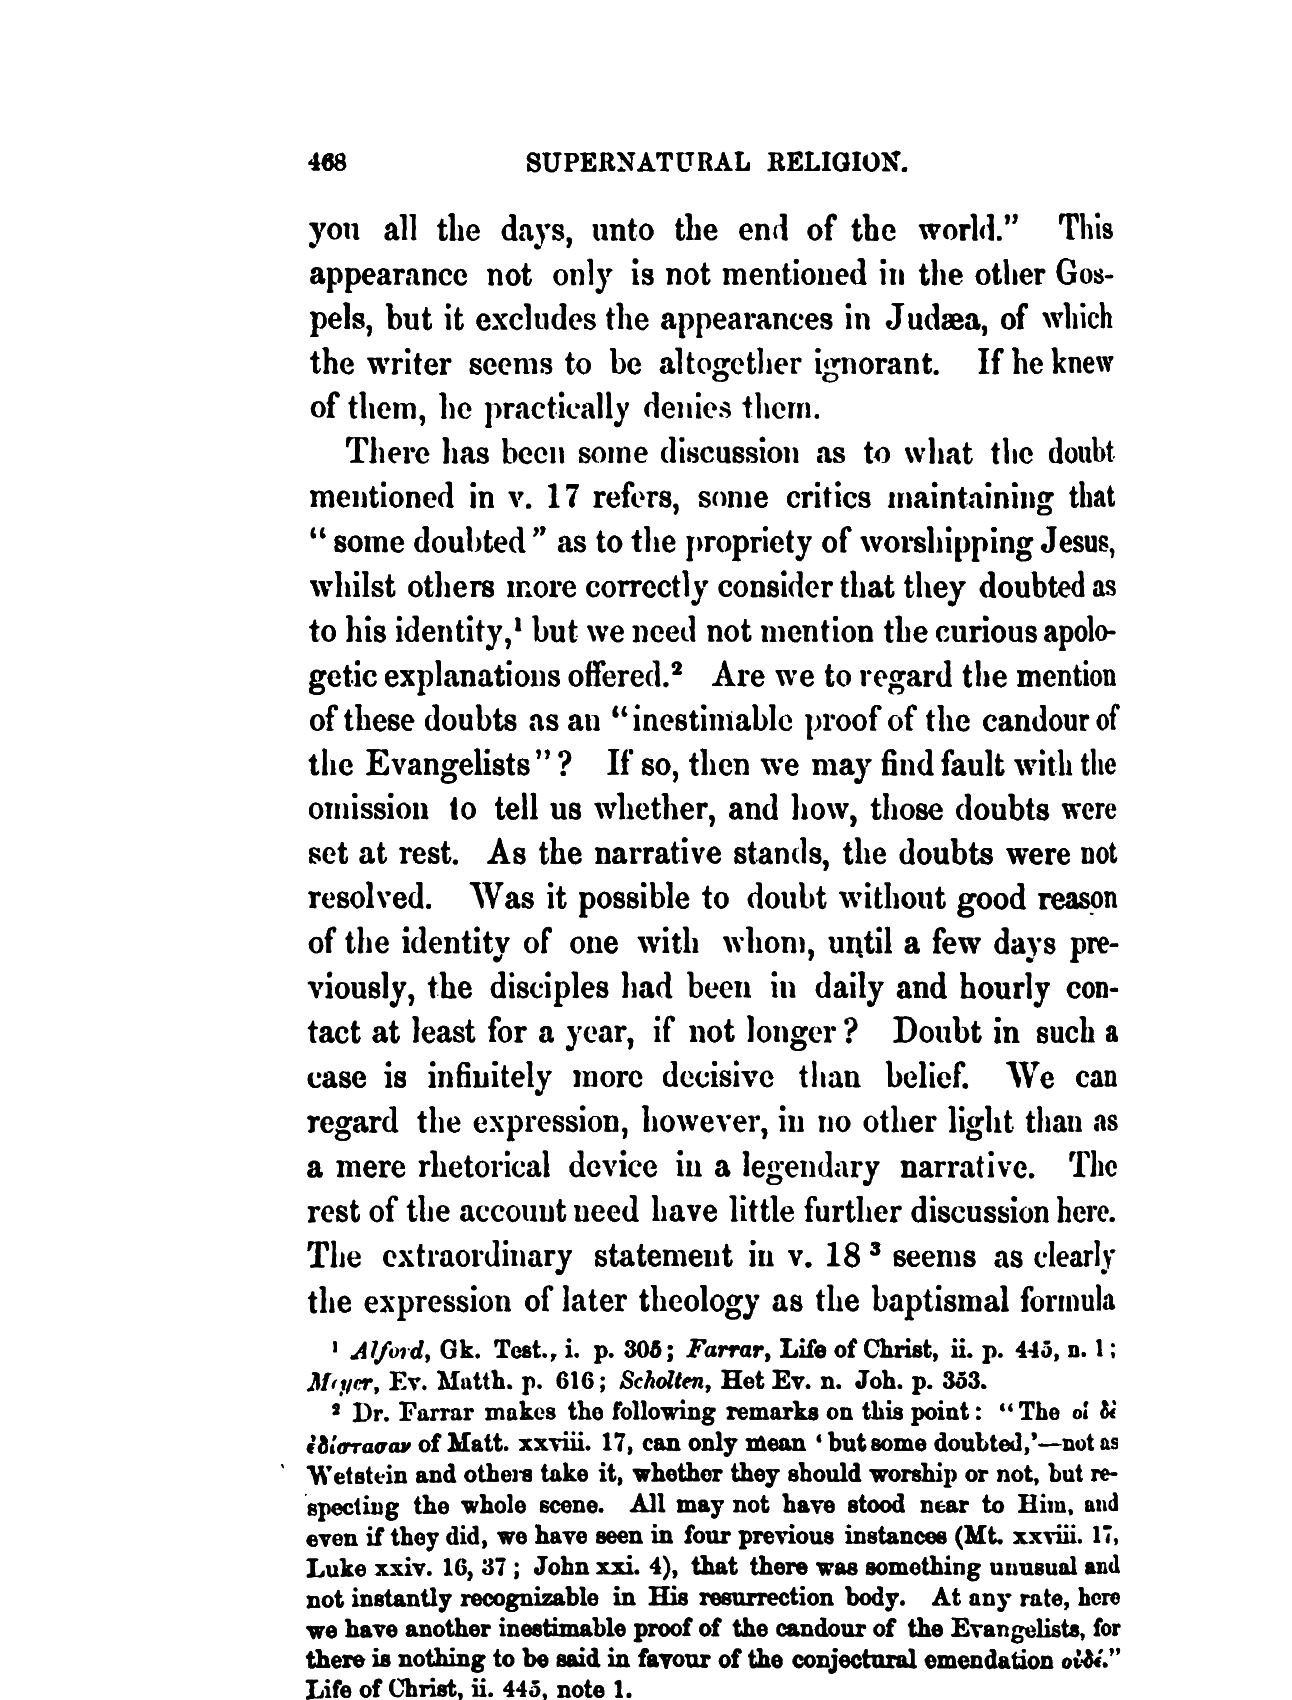 468 SUPERNATURAL RELIGION.
you all the days, unto the end of the world.” This
appearance not only is not mentioned in the other Gos-
pels, but it excludes the appearances in Judæa, of which
the writer seems to be altogether ignorant. If he knew
of them, he practically denies them.
There has been some discussion as to what the doubt
mentioned in v. 17 refers, some critics maintaining that
“some doubted” as to the propriety of worshipping Jesus,
whilst others more correctly consider that they doubted as
to his identity,¹ but we need not mention the curious apolo-
getic explanations offered.² Are we to regard the mention
of these doubts as an “inestimable proof of the candour of
the Evangelists”? If so, then we may find fault with the
omission to tell us whether, and how, those doubts were
set at rest. As the narrative stands, the doubts were not
resolved. Was it possible to doubt without good reason
of the identity of one with whom, until a few days pre-
viously, the disciples had been in daily and hourly con-
tact at least for a year, if not longer? Doubt in such a
case is infinitely more decisive than belief. We can
regard the expression, however, in no other light than as
a mere rhetorical device in a legendary narrative. The
rest of the account need have little further discussion here.
The extraordinary statement in v. 18 ³ seems as clearly
the expression of later theology as the baptismal formula
¹ Alford, Gk. Test., i. p. 305; Farrar, Life of Christ, ii. p. 445, n. 1;
Meyer, Ev. Matth. p. 616; Scholten, Het Ev. n. Joh. p. 353.
² Dr. Farrar makes the following remarks on this point: “The οἱ δὲ
ἐδίστασαν of Matt. xxviii. 17, can only mean ‘but some doubted,’—not as
Wetstein and others take it, whether they should worship or not, but re-
specting the whole scene. All may not have stood near to Him, and
even if they did, we have seen in four previous instances (Mt. xxviii. 17,
Luke xxiv. 16, 37; John xxi. 4), that there was something unusual and
not instantly recognizable in His resurrection body. At any rate, here
we have another inestimable proof of the candour of the Evangelists, for
there is nothing to be said in favour of the conjectural emendation οὐδέ.”
Life of Christ, ii. 445, note 1.